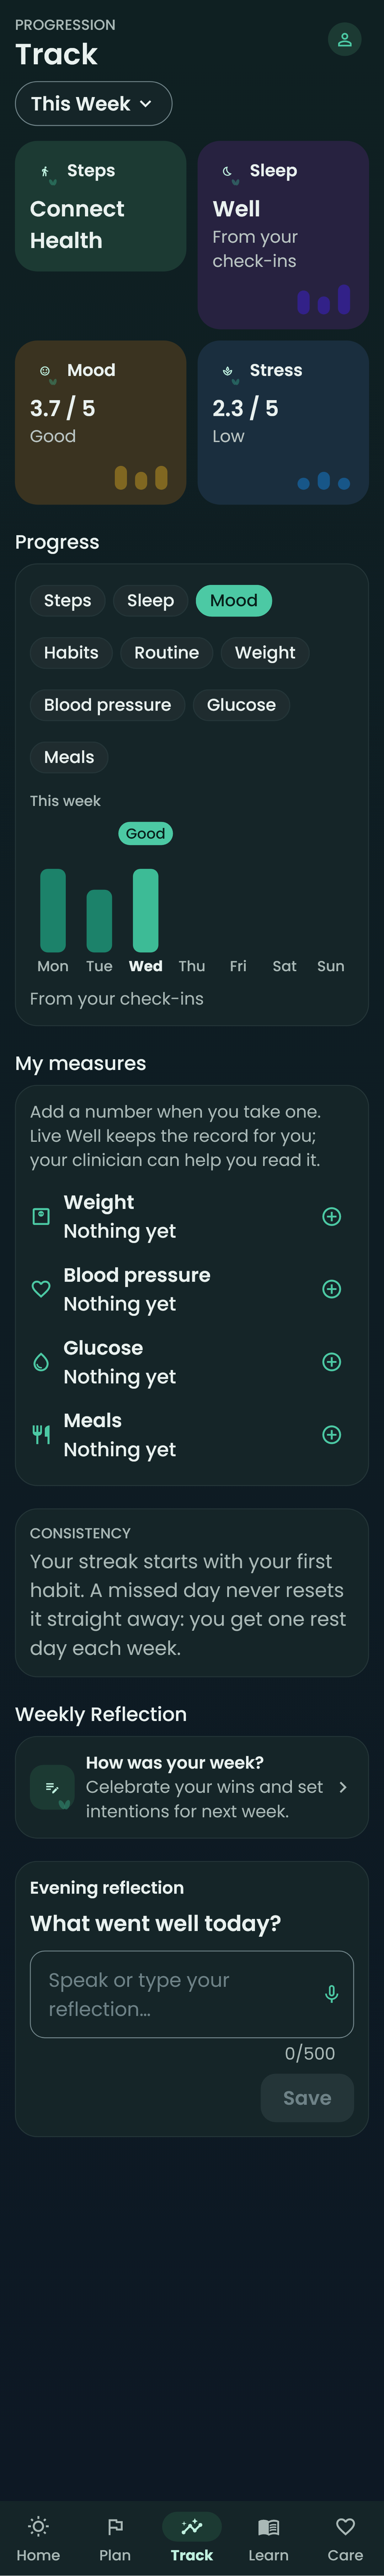 PROGRESSION
Track
This Week
Steps
Connect
Health
Sleep
Well
From your
check-ins
Mood
3.7 / 5
Good
Stress
2.3 / 5
Low
Progress
Steps
Sleep
Mood
Habits
Routine
Weight
Blood pressure
Glucose
Meals
This week
Good
Mon Tue Wed Thu Fri Sat Sun
From your check-ins
My measures
Add a number when you take one.
Live Well keeps the record for you;
your clinician can help you read it.
Weight
Nothing yet
Blood pressure
Nothing yet
Glucose
Nothing yet
Meals
Nothing yet
CONSISTENCY
Your streak starts with your first
habit. A missed day never resets
it straight away: you get one rest
day each week.
Weekly Reflection
How was your week?
Celebrate your wins and set
intentions for next week.
Evening reflection
What went well today?
Speak or type your
reflection...
0/500
Save
Home Plan Track Learn Care